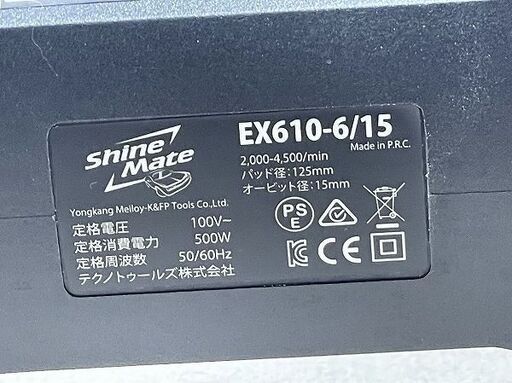 Shine Mate
EX610-6/15
Made in P.R.C.
2,000-4,500/min
パッド径：125mm
オービット径：15mm
Yongkang Meiloy-K&FP Tools Co.,Ltd.
定格電圧 100V~
定格消費電力 500W
定格周波数 50/60Hz
テクノトゥールズ株式会社
PS E
CE